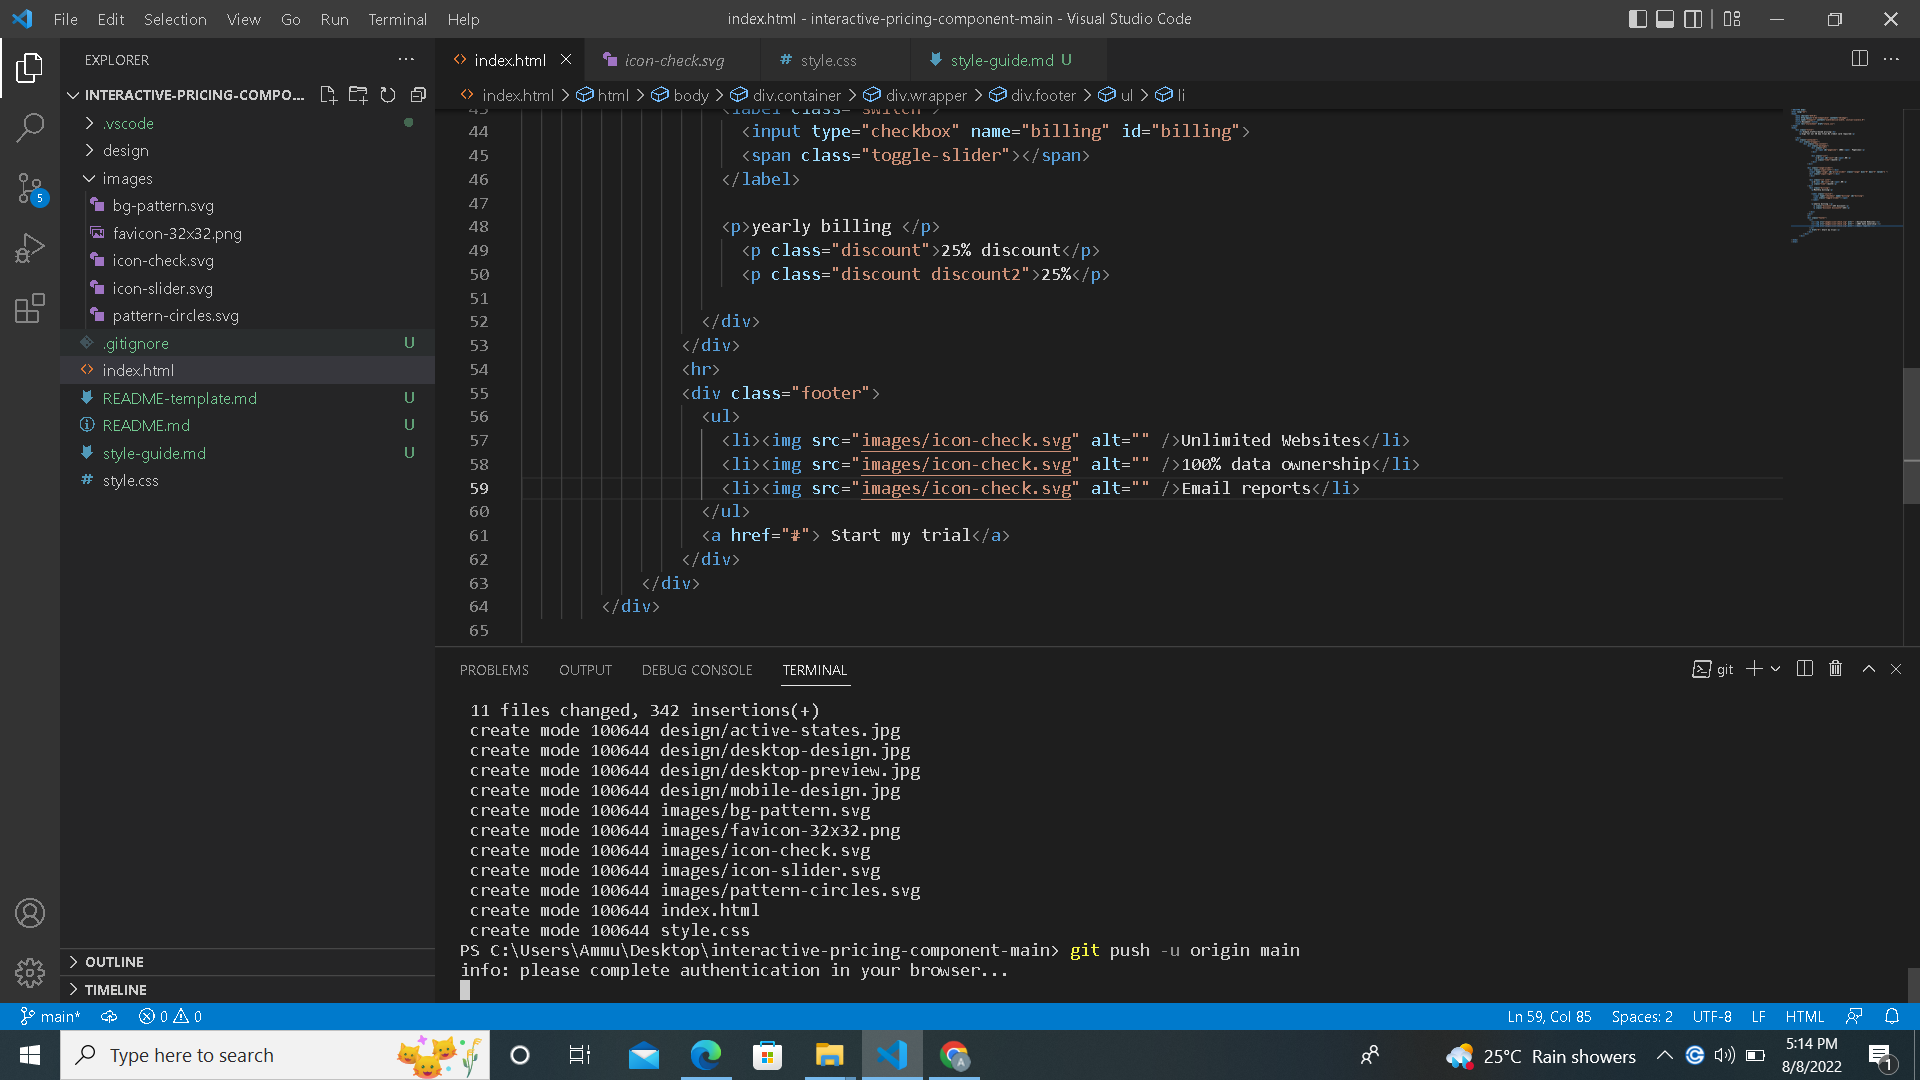 File Edit Selection View Go Run Terminal Help
index.html - interactive-pricing-component-main - Visual Studio Code
EXPLORER
INTERACTIVE-PRICING-COMPO...
.vscode
design
images
bg-pattern.svg
favicon-32x32.png
icon-check.svg
icon-slider.svg
pattern-circles.svg
.gitignore U
index.html
README-template.md U
README.md U
style-guide.md U
style.css
OUTLINE
TIMELINE
5
index.html icon-check.svg style.css style-guide.md U
index.html > html > body > div.container > div.wrapper > div.footer > ul > li
43 <label class="switch">
44 <input type="checkbox" name="billing" id="billing">
45 <span class="toggle-slider"></span>
46 </label>
47
48 <p>yearly billing </p>
49 <p class="discount">25% discount</p>
50 <p class="discount discount2">25%</p>
51
52 </div>
53 </div>
54 <hr>
55 <div class="footer">
56 <ul>
57 <li><img src="images/icon-check.svg" alt="" />Unlimited Websites</li>
58 <li><img src="images/icon-check.svg" alt="" />100% data ownership</li>
59 <li><img src="images/icon-check.svg" alt="" />Email reports</li>
60 </ul>
61 <a href="#"> Start my trial</a>
62 </div>
63 </div>
64 </div>
65
PROBLEMS OUTPUT DEBUG CONSOLE TERMINAL
git
11 files changed, 342 insertions(+)
create mode 100644 design/active-states.jpg
create mode 100644 design/desktop-design.jpg
create mode 100644 design/desktop-preview.jpg
create mode 100644 design/mobile-design.jpg
create mode 100644 images/bg-pattern.svg
create mode 100644 images/favicon-32x32.png
create mode 100644 images/icon-check.svg
create mode 100644 images/icon-slider.svg
create mode 100644 images/pattern-circles.svg
create mode 100644 index.html
create mode 100644 style.css
PS C:\Users\Ammu\Desktop\interactive-pricing-component-main> git push -u origin main
info: please complete authentication in your browser...
main* 0 0
Ln 59, Col 85 Spaces: 2 UTF-8 LF HTML
Type here to search
25°C Rain showers
5:14 PM
8/8/2022
1